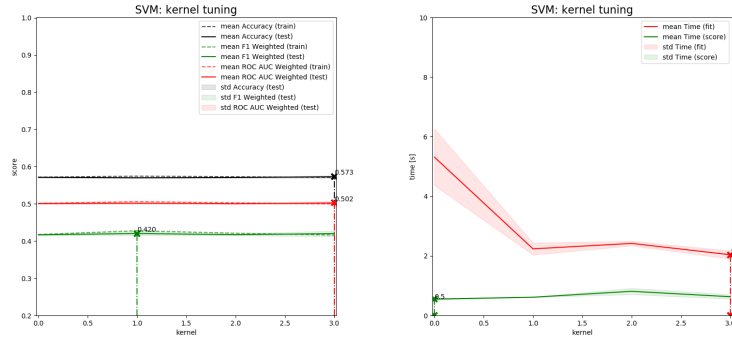 SVM: kernel tuning
1.0
0.9
0.8
0.7
0.6
0.5
0.4
0.3
0.2
score
mean Accuracy (train)
mean Accuracy (test)
mean F1 Weighted (train)
mean F1 Weighted (test)
mean ROC AUC Weighted (train)
mean ROC AUC Weighted (test)
std Accuracy (test)
std F1 Weighted (test)
std ROC AUC Weighted (test)
0.573
0.502
0.420
0.0 0.5 1.0 1.5 2.0 2.5 3.0
kernel
SVM: kernel tuning
10
8
6
4
2
0
time [s]
mean Time (fit)
mean Time (score)
std Time (fit)
std Time (score)
0.5
0.0 0.5 1.0 1.5 2.0 2.5 3.0
kernel